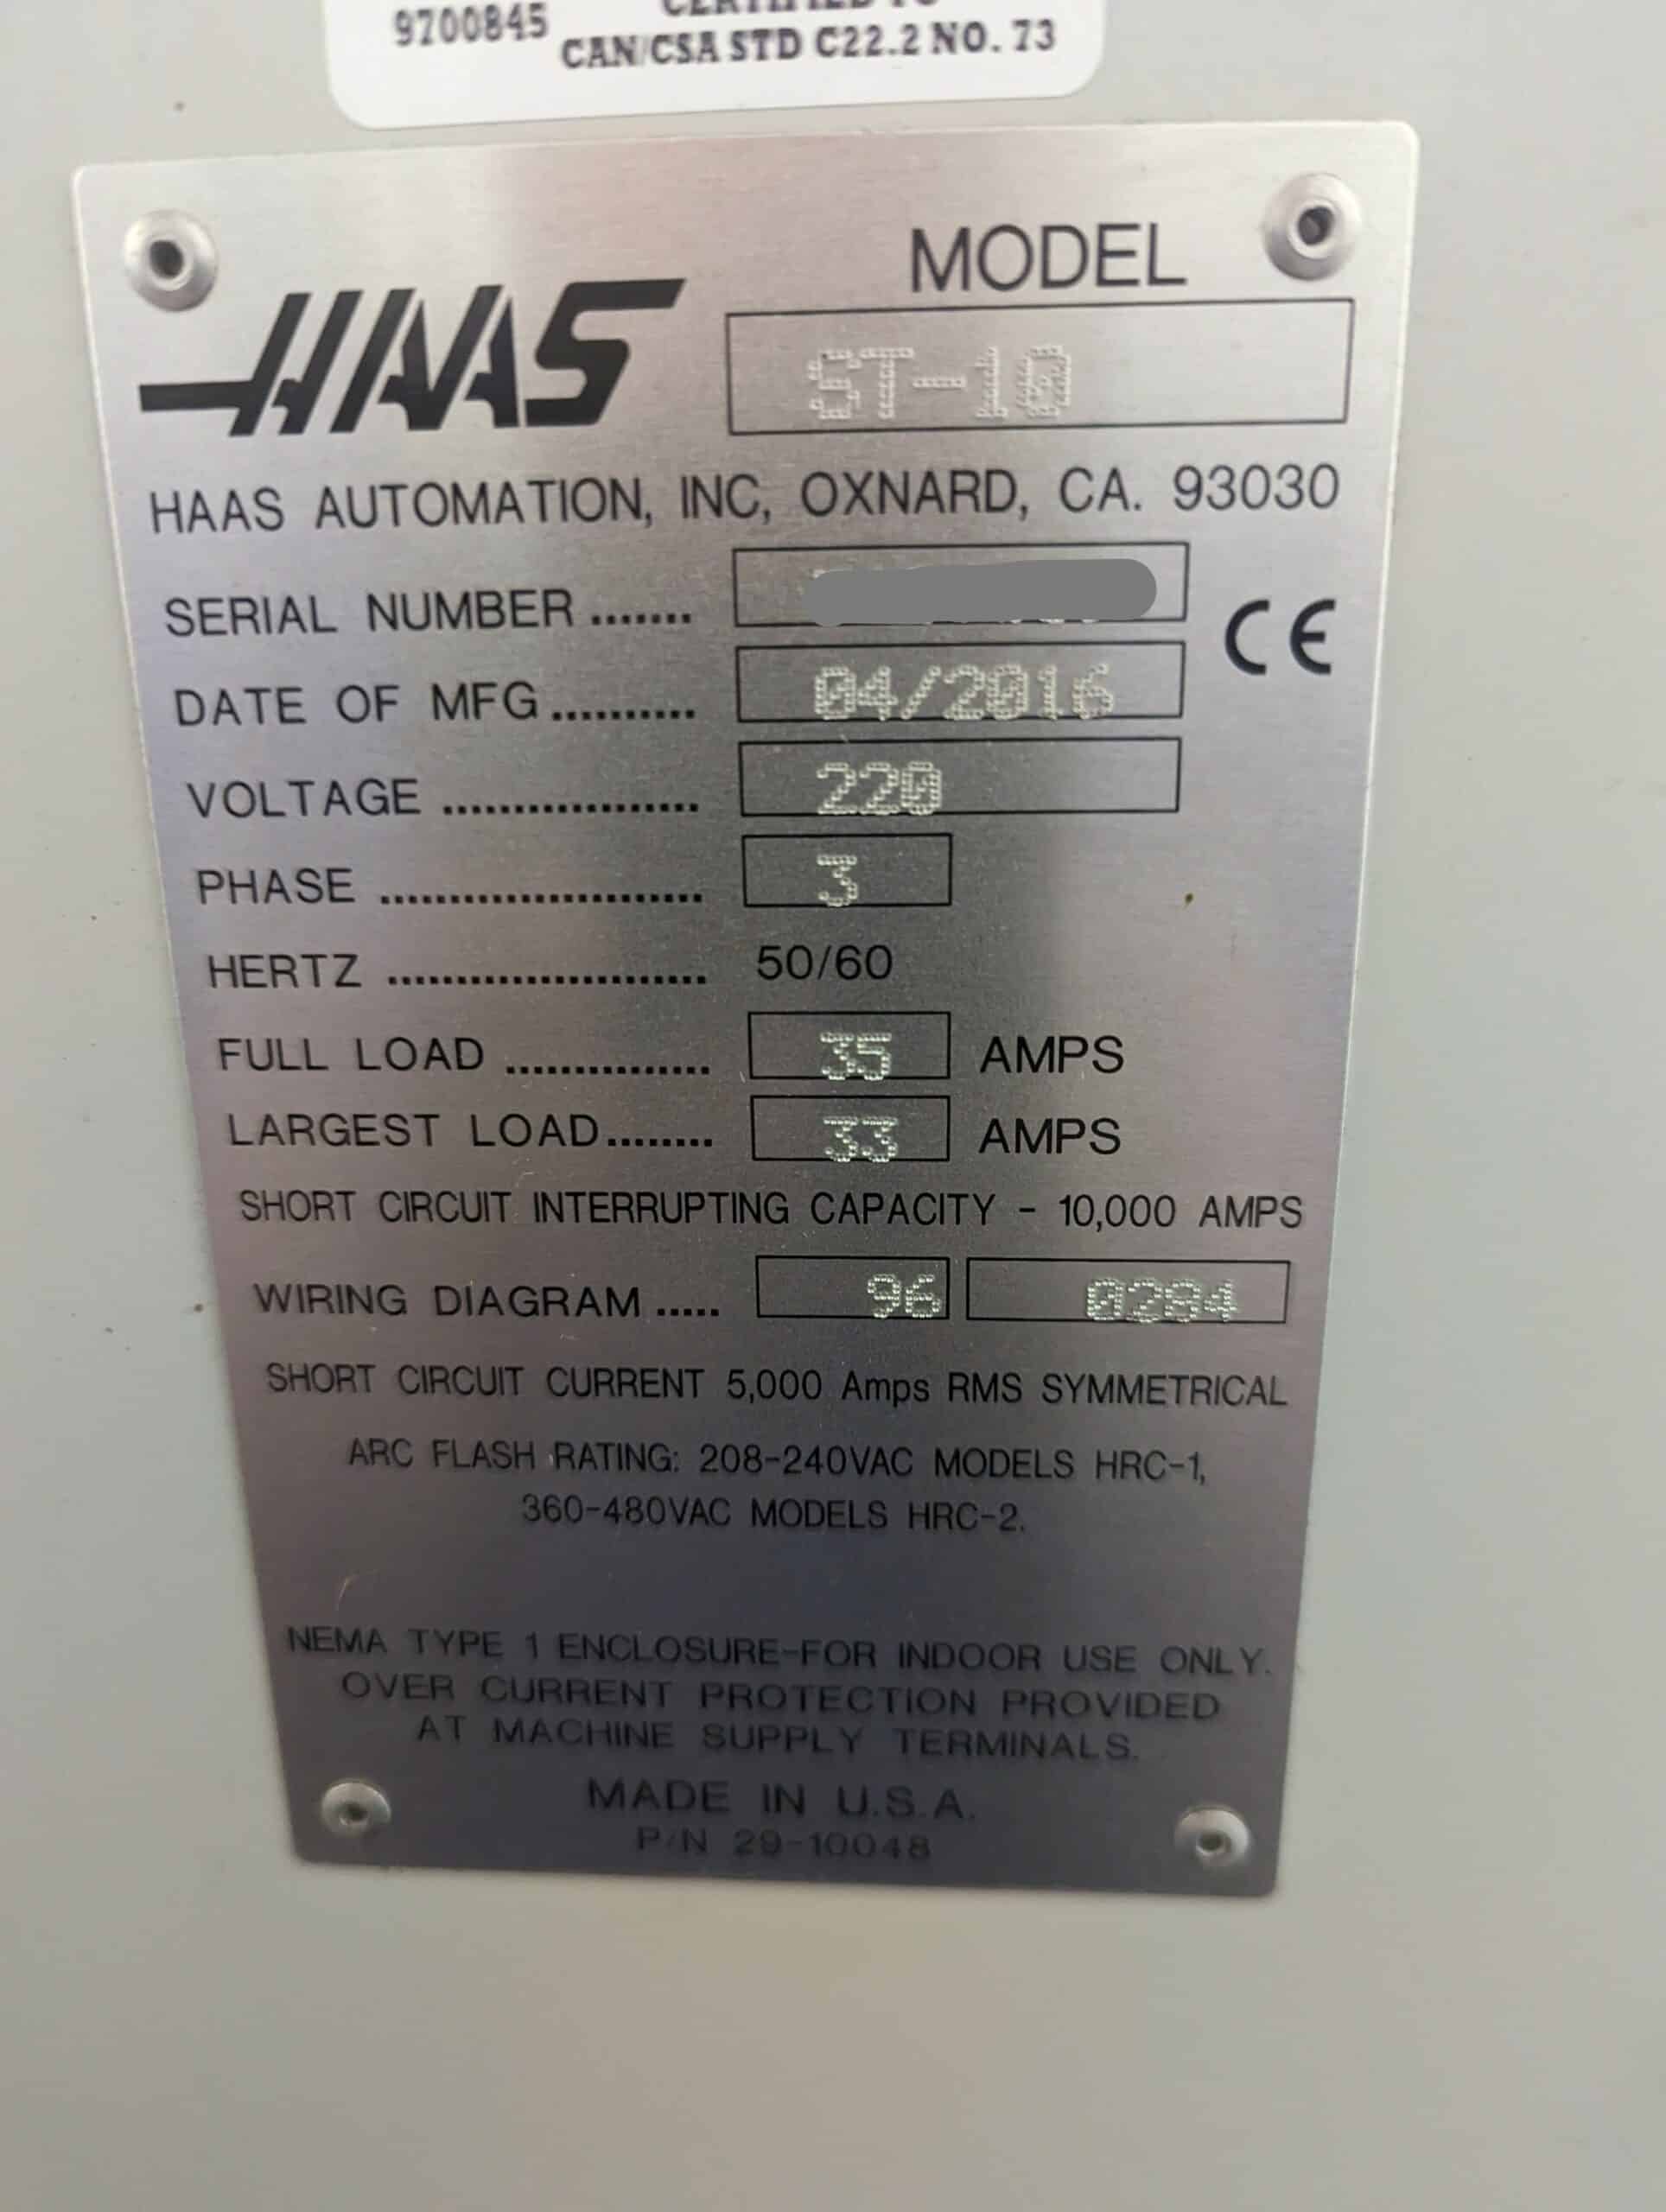 9700845
CERTIFIED TO
CAN/CSA STD C22.2 NO. 73
MODEL
HAAS
ST-10
HAAS AUTOMATION, INC, OXNARD, CA. 93030
SERIAL NUMBER .......
CE
DATE OF MFG.......... 04/2016
VOLTAGE .................. 220
PHASE ....................... 3
HERTZ ....................... 50/60
FULL LOAD ............... 35 AMPS
LARGEST LOAD........ 33 AMPS
SHORT CIRCUIT INTERRUPTING CAPACITY - 10,000 AMPS
WIRING DIAGRAM ..... 96 0284
SHORT CIRCUIT CURRENT 5,000 Amps RMS SYMMETRICAL
ARC FLASH RATING: 208-240VAC MODELS HRC-1,
360-480VAC MODELS HRC-2.
NEMA TYPE 1 ENCLOSURE-FOR INDOOR USE ONLY.
OVER CURRENT PROTECTION PROVIDED
AT MACHINE SUPPLY TERMINALS.
MADE IN U.S.A.
P/N 29-10048